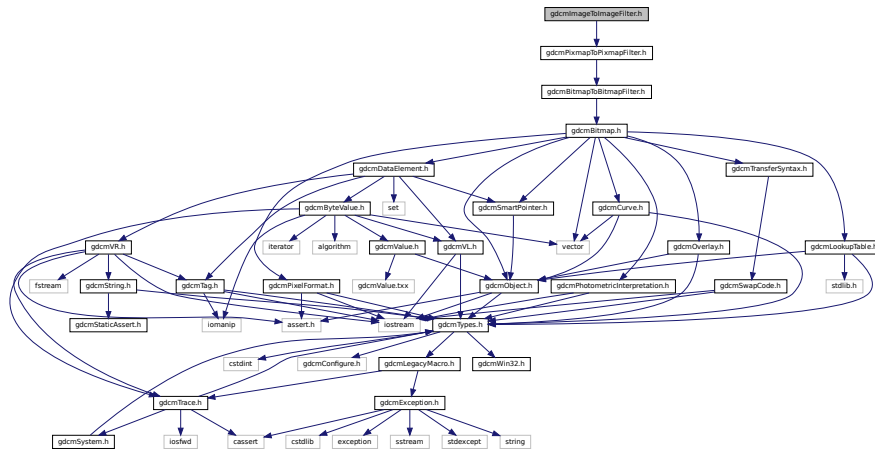 gdcmImageToImageFilter.h
gdcmPixmapToPixmapFilter.h
gdcmBitmapToBitmapFilter.h
gdcmBitmap.h
gdcmDataElement.h
gdcmTransferSyntax.h
gdcmByteValue.h
set
gdcmSmartPointer.h
gdcmCurve.h
gdcmVR.h
iterator
algorithm
gdcmValue.h
gdcmVL.h
vector
gdcmOverlay.h
gdcmLookupTable.h
fstream
gdcmString.h
gdcmTag.h
gdcmPixelFormat.h
gdcmValue.txx
gdcmObject.h
gdcmPhotometricInterpretation.h
gdcmSwapCode.h
stdlib.h
gdcmStaticAssert.h
iomanip
assert.h
iostream
gdcmTypes.h
cstdint
gdcmConfigure.h
gdcmLegacyMacro.h
gdcmWin32.h
gdcmTrace.h
gdcmException.h
gdcmSystem.h
iosfwd
cassert
cstdlib
exception
sstream
stdexcept
string